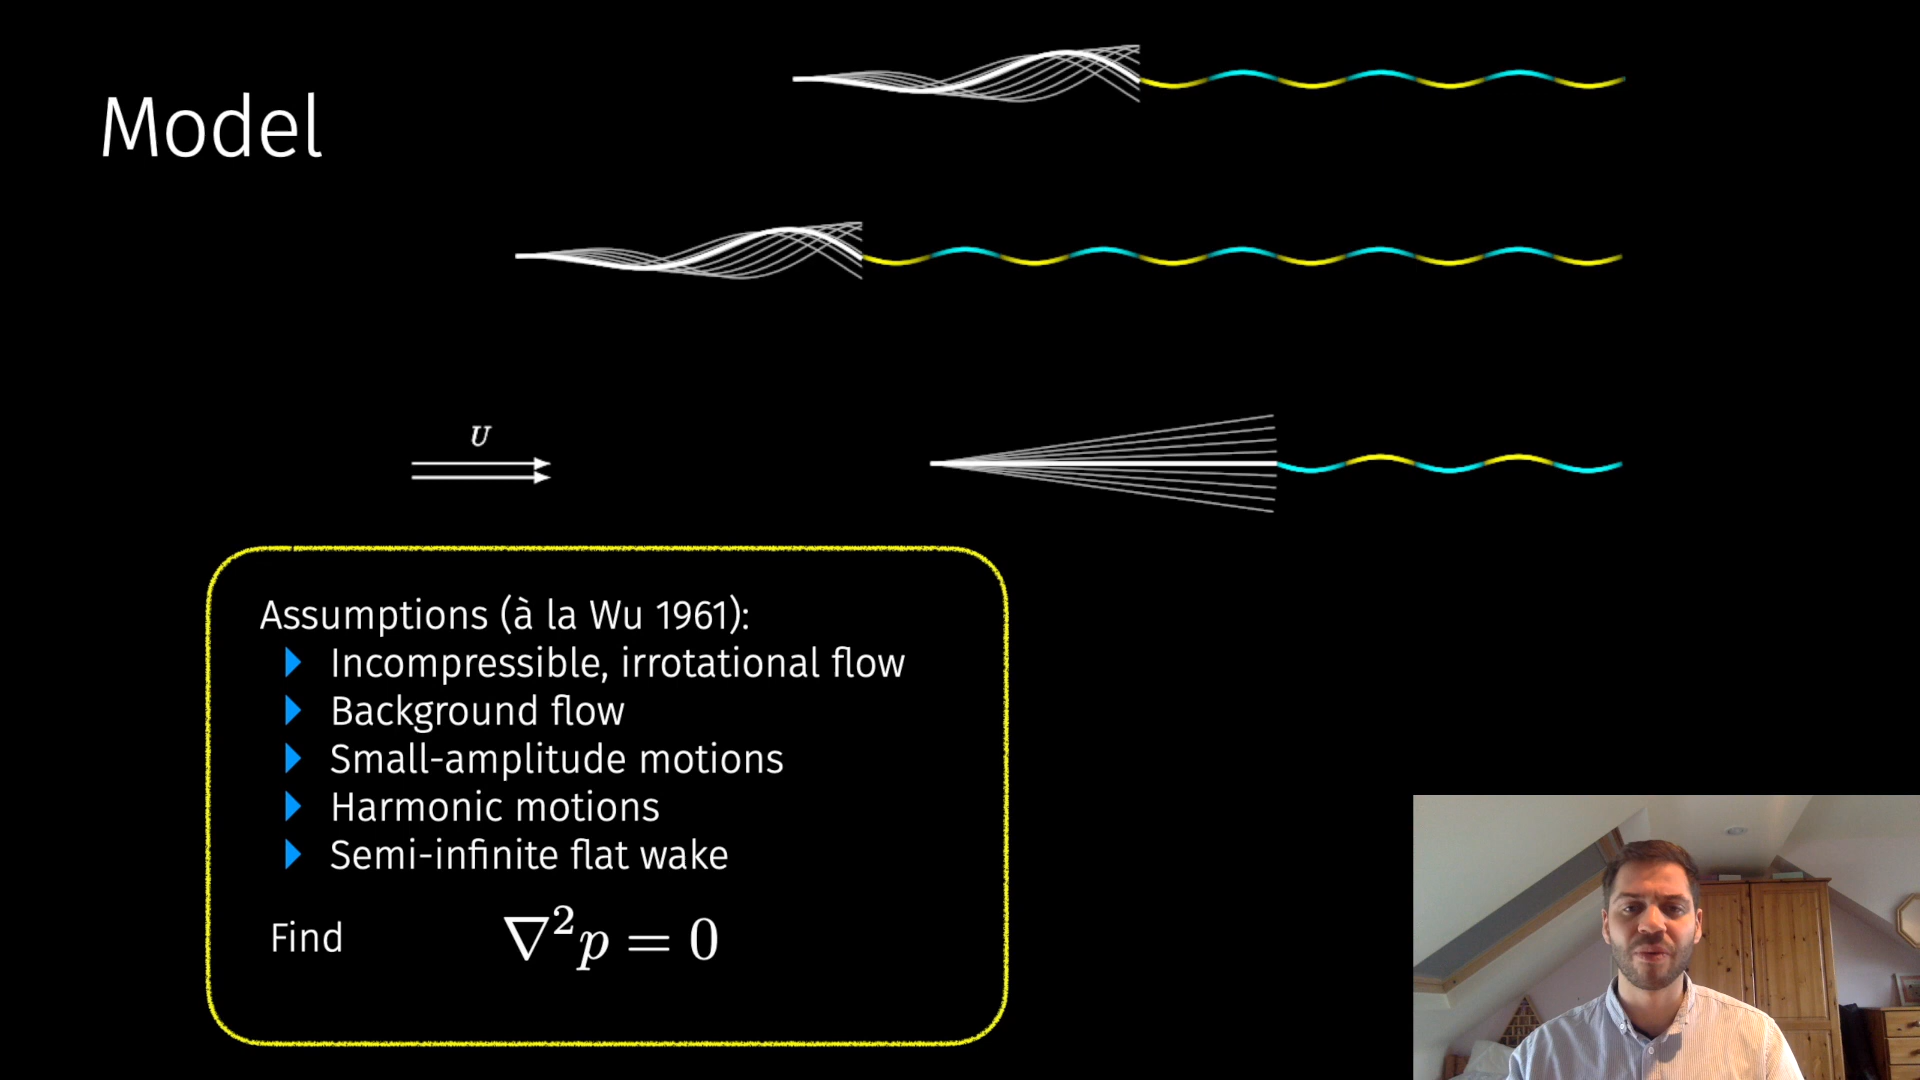 Model
U
Assumptions (à la Wu 1961):
Incompressible, irrotational flow
Background flow
Small-amplitude motions
Harmonic motions
Semi-infinite flat wake
Find ∇²p = 0